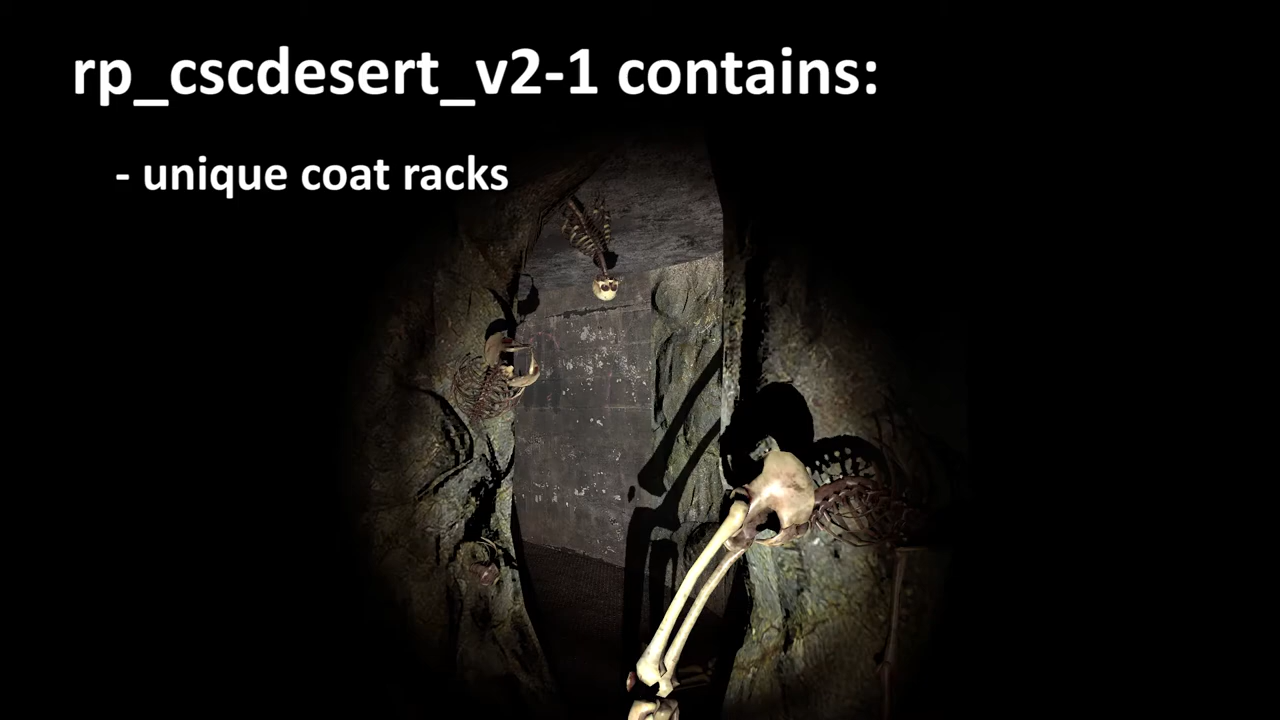 rp_cscdesert_v2-1 contains:
- unique coat racks